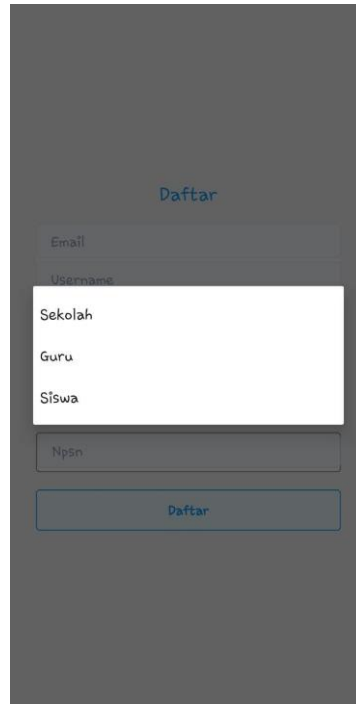 Daftar
Email
Username
Sekolah
Guru
Siswa
Npsn
Daftar